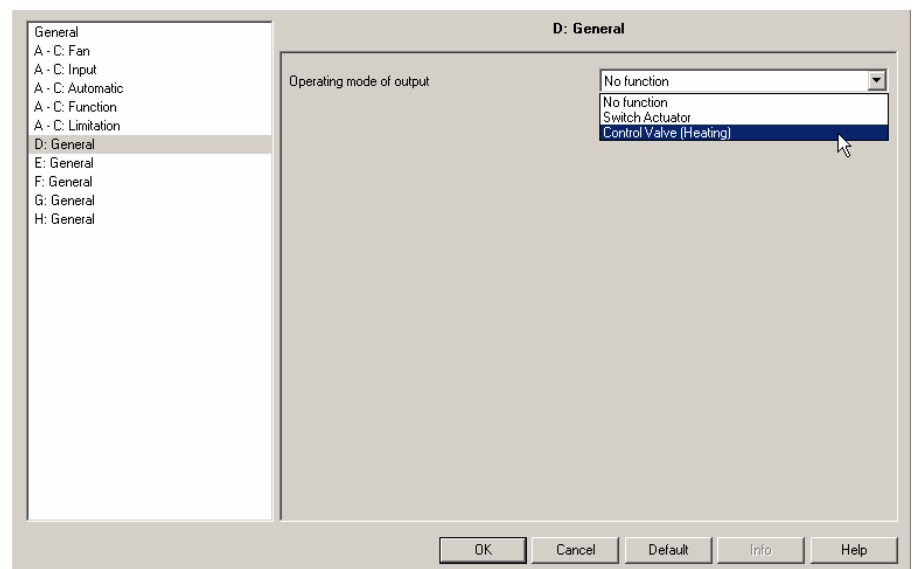 D: General
General
A - C: Fan
A - C: Input
A - C: Automatic
A - C: Function
A - C: Limitation
D: General
E: General
F: General
G: General
H: General
Operating mode of output
No function
No function
Switch Actuator
Control Valve (Heating)
OK Cancel Default Info Help